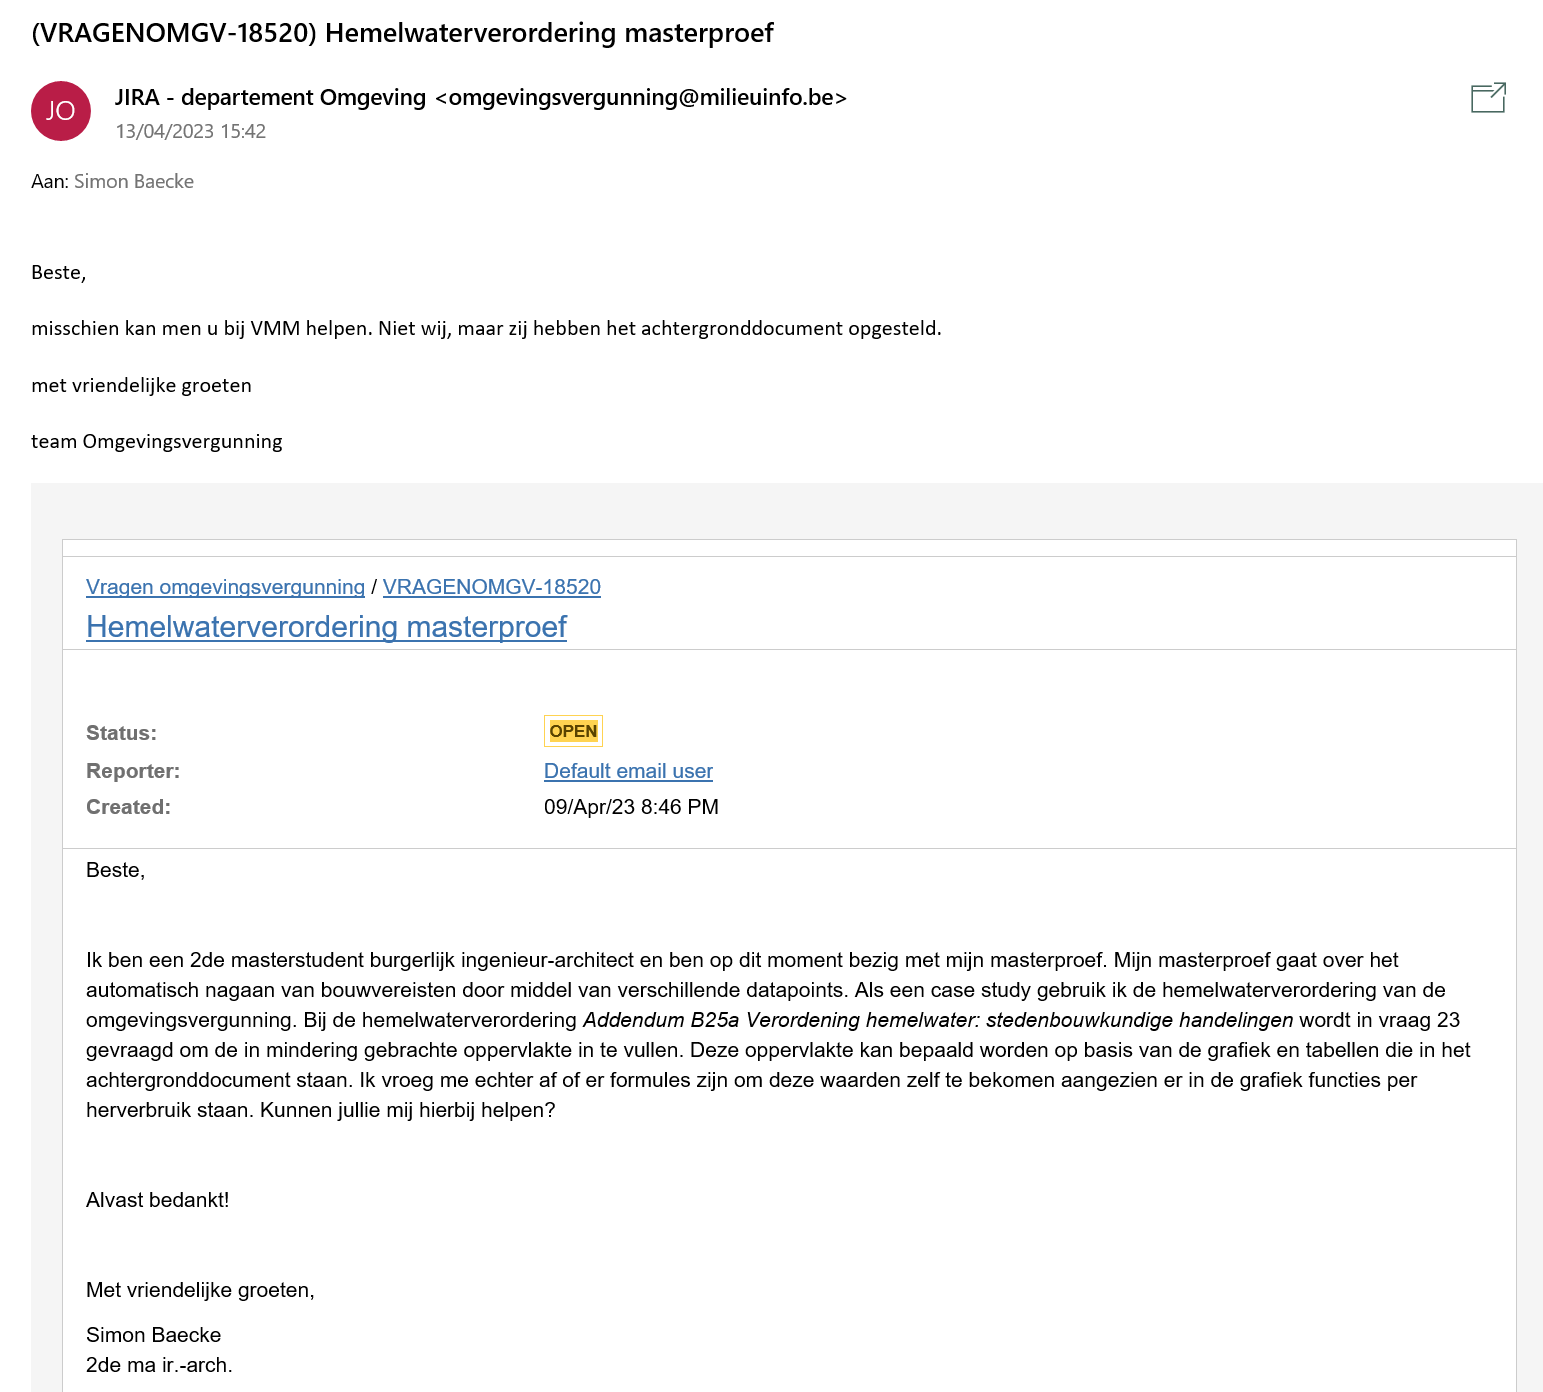 (VRAGENOMGV-18520) Hemelwaterverordering masterproef
JO
JIRA - departement Omgeving <omgevingsvergunning@milieuinfo.be>
13/04/2023 15:42
Aan: Simon Baecke
Beste,
misschien kan men u bij VMM helpen. Niet wij, maar zij hebben het achtergronddocument opgesteld.
met vriendelijke groeten
team Omgevingsvergunning
Vragen omgevingsvergunning / VRAGENOMGV-18520
Hemelwaterverordering masterproef
Status: OPEN
Reporter: Default email user
Created: 09/Apr/23 8:46 PM
Beste,
Ik ben een 2de masterstudent burgerlijk ingenieur-architect en ben op dit moment bezig met mijn masterproef. Mijn masterproef gaat over het
automatisch nagaan van bouwvereisten door middel van verschillende datapoints. Als een case study gebruik ik de hemelwaterverordering van de
omgevingsvergunning. Bij de hemelwaterverordering Addendum B25a Verordening hemelwater: stedenbouwkundige handelingen wordt in vraag 23
gevraagd om de in mindering gebrachte oppervlakte in te vullen. Deze oppervlakte kan bepaald worden op basis van de grafiek en tabellen die in het
achtergronddocument staan. Ik vroeg me echter af of er formules zijn om deze waarden zelf te bekomen aangezien er in de grafiek functies per
herverbruik staan. Kunnen jullie mij hierbij helpen?
Alvast bedankt!
Met vriendelijke groeten,
Simon Baecke
2de ma ir.-arch.